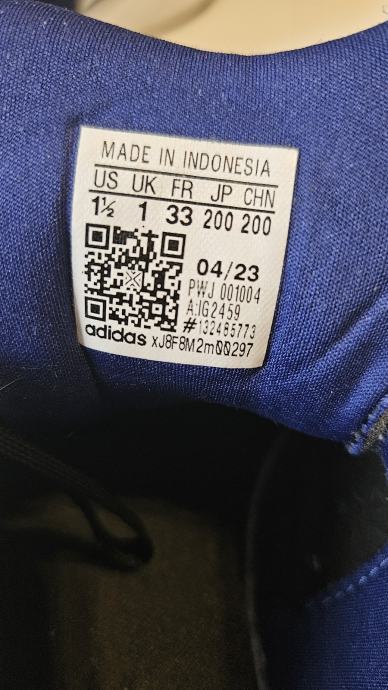 MADE IN INDONESIA
US UK FR JP CHN
1½ 1 33 200 200
04/23
PWJ 001004
A:IG2459
#132485773
adidas xJ8F8M2m00297